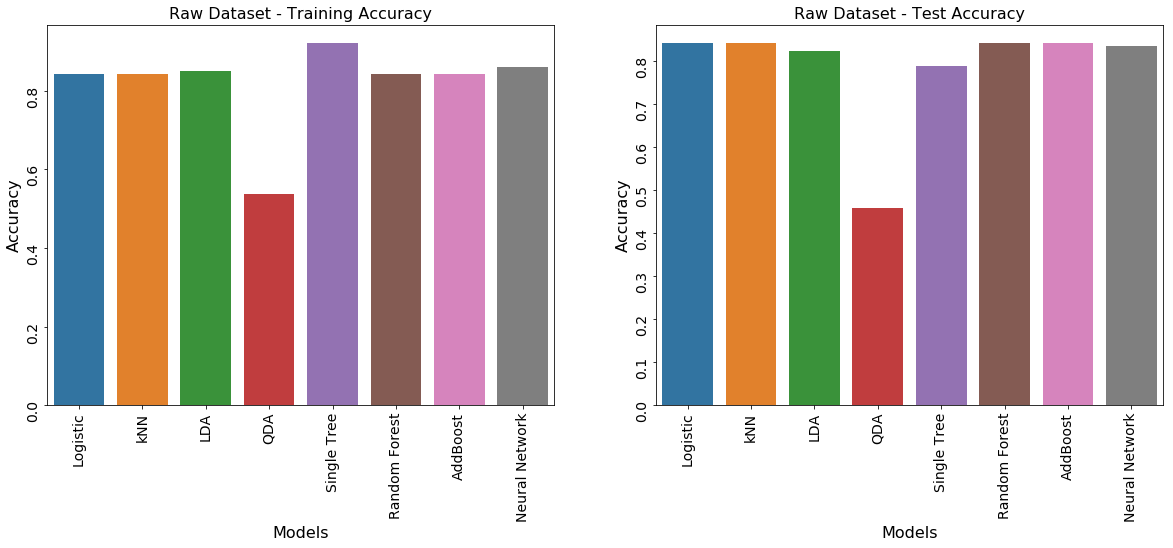 Raw Dataset - Training Accuracy
Accuracy
0.8
0.6
0.4
0.2
0.0
Logistic
kNN
LDA
QDA
Single Tree
Random Forest
AddBoost
Neural Network
Models
Raw Dataset - Test Accuracy
Accuracy
0.8
0.7
0.6
0.5
0.4
0.3
0.2
0.1
0.0
Logistic
kNN
LDA
QDA
Single Tree
Random Forest
AddBoost
Neural Network
Models